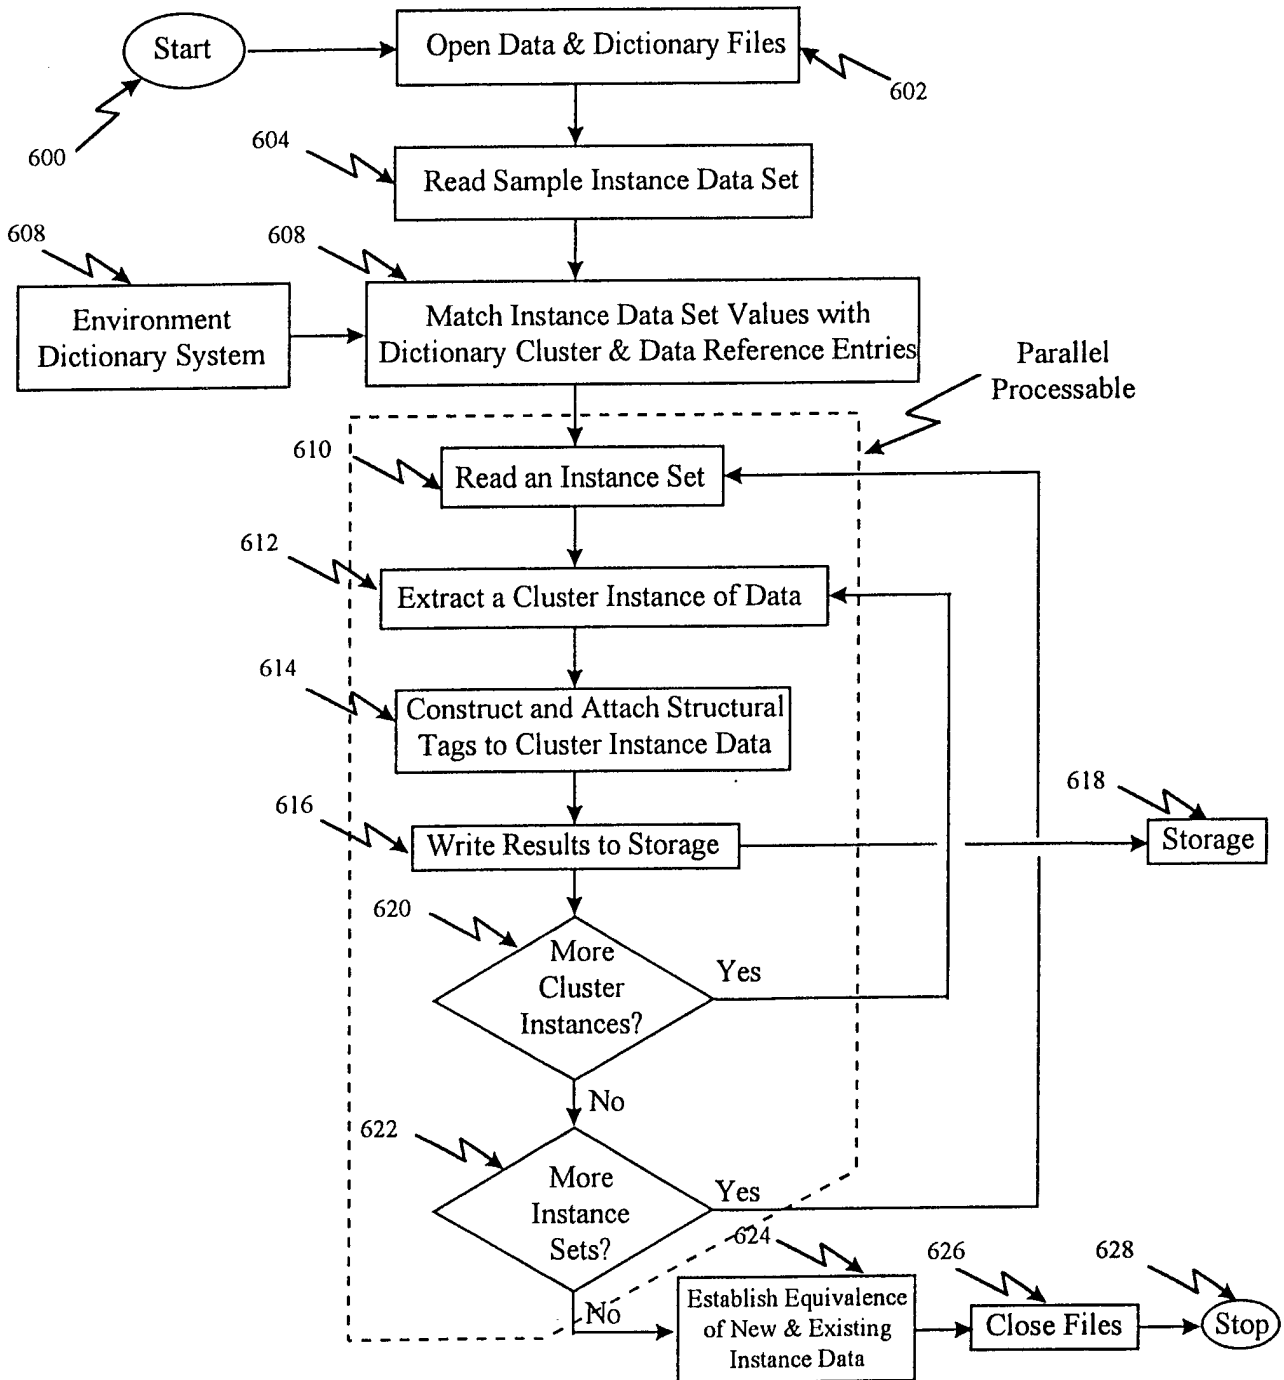 Start
Open Data & Dictionary Files
602
600
604
Read Sample Instance Data Set
608
608
Environment
Dictionary System
Match Instance Data Set Values with
Dictionary Cluster & Data Reference Entries
Parallel
Processable
610
Read an Instance Set
612
Extract a Cluster Instance of Data
614
Construct and Attach Structural
Tags to Cluster Instance Data
616
Write Results to Storage
618
Storage
620
More
Cluster
Instances?
Yes
No
622
More
Instance
Sets?
Yes
No
624
Establish Equivalence
of New & Existing
Instance Data
626
Close Files
628
Stop